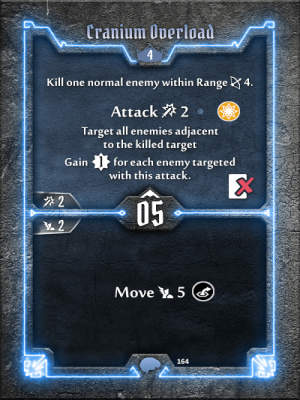 Cranium Overload
4
Kill one normal enemy within Range 4.
Attack 2
Target all enemies adjacent
to the killed target
Gain 1 for each enemy targeted
with this attack.
2
05
2
Move 5
164